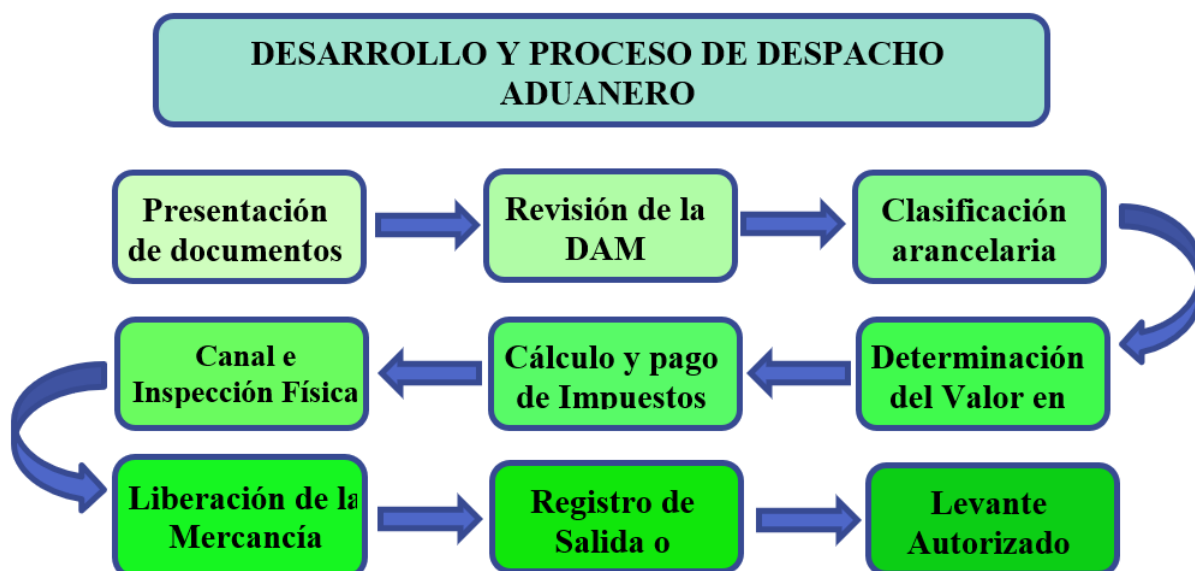 DESARROLLO Y PROCESO DE DESPACHO
ADUANERO
Presentación
de documentos
Revisión de la
DAM
Clasificación
arancelaria
Determinación
del Valor en
Cálculo y pago
de Impuestos
Canal e
Inspección Física
Liberación de la
Mercancía
Registro de
Salida o
Levante
Autorizado